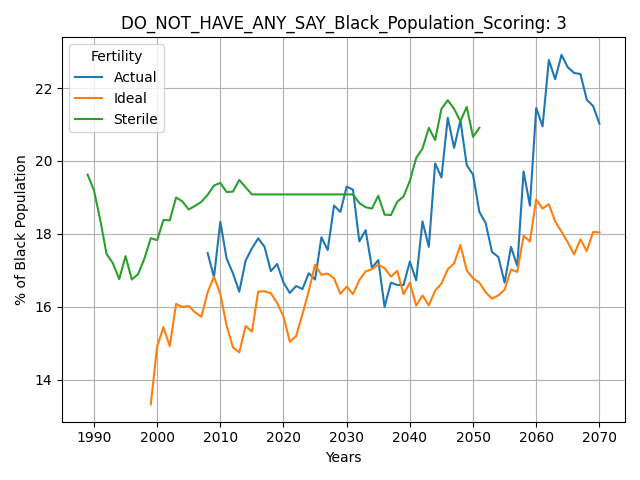 DO_NOT_HAVE_ANY_SAY_Black_Population_Scoring: 3
Fertility
Actual
Ideal
Sterile
% of Black Population
22
20
18
16
14
1990 2000 2010 2020 2030 2040 2050 2060 2070
Years